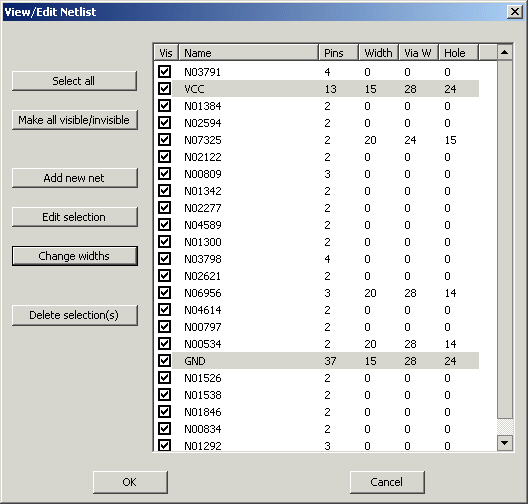 View/Edit Netlist
Select all
Make all visible/invisible
Add new net
Edit selection
Change widths
Delete selection(s)
Vis Name Pins Width Via W Hole
N03791 4 0 0 0
VCC 13 15 28 24
N01384 2 0 0 0
N02594 2 0 0 0
N07325 2 20 24 15
N02122 2 0 0 0
N00809 3 0 0 0
N01342 2 0 0 0
N02277 2 0 0 0
N04589 2 0 0 0
N01300 2 0 0 0
N03798 4 0 0 0
N02621 2 0 0 0
N06956 3 20 28 14
N04614 2 0 0 0
N00797 2 0 0 0
N00534 2 20 28 14
GND 37 15 28 24
N01526 2 0 0 0
N01538 2 0 0 0
N01846 2 0 0 0
N00834 2 0 0 0
N01292 3 0 0 0
OK Cancel